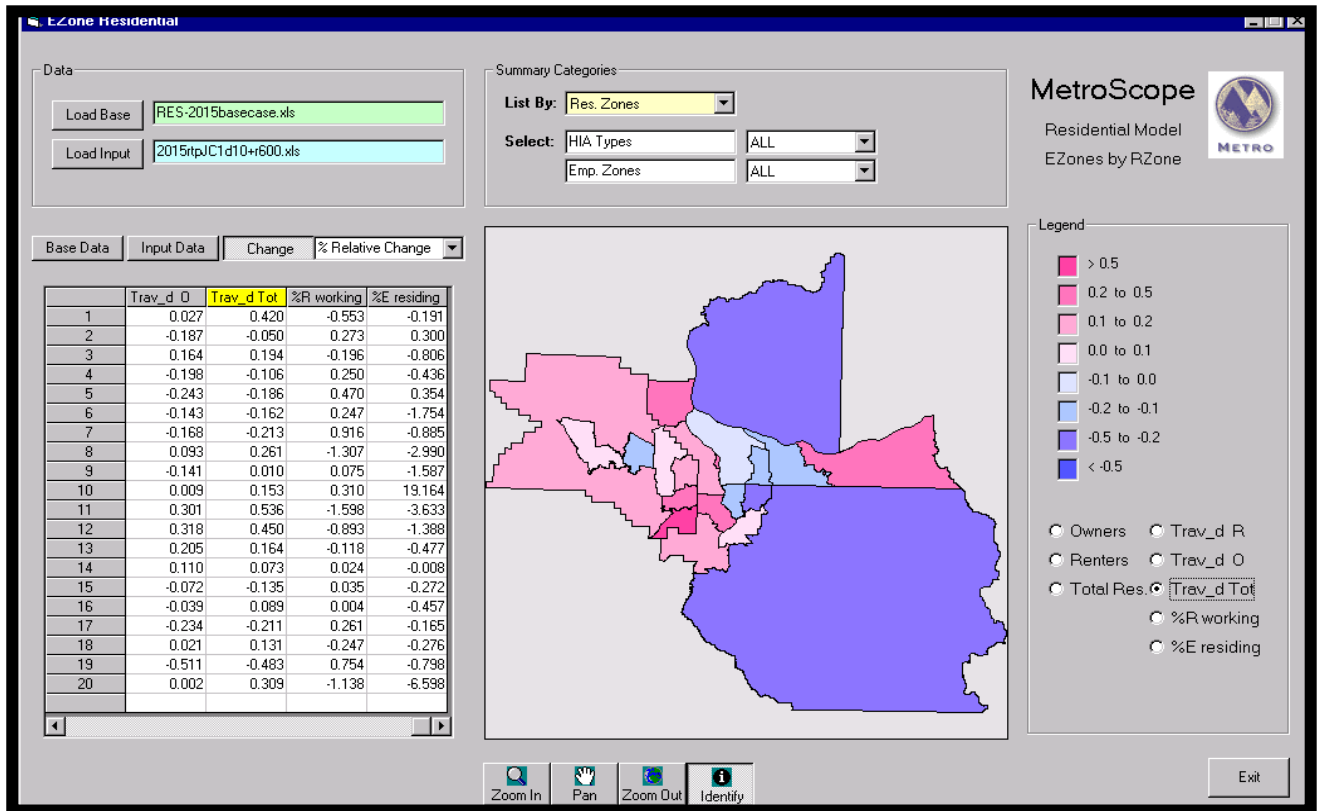 EZone Residential
Data
Load Base RES-2015basecase.xls
Load Input 2015rtpJC1d10+r600.xls
Summary Categories
List By: Res. Zones
Select: HIA Types ALL
Emp. Zones ALL
MetroScope
Residential Model
EZones by RZone
METRO
Base Data Input Data Change % Relative Change
Trav_d O Trav_d Tot %R working %E residing
1 0.027 0.420 -0.553 -0.191
2 -0.187 -0.050 0.273 0.300
3 0.164 0.194 -0.196 -0.806
4 -0.198 -0.106 0.250 -0.436
5 -0.243 -0.186 0.470 0.354
6 -0.143 -0.162 0.247 -1.754
7 -0.168 -0.213 0.916 -0.885
8 0.093 0.261 -1.307 -2.990
9 -0.141 0.010 0.075 -1.587
10 0.009 0.153 0.310 19.164
11 0.301 0.536 -1.598 -3.633
12 0.318 0.450 -0.893 -1.388
13 0.205 0.164 -0.118 -0.477
14 0.110 0.073 0.024 -0.008
15 -0.072 -0.135 0.035 -0.272
16 -0.039 0.089 0.004 -0.457
17 -0.234 -0.211 0.261 -0.165
18 0.021 0.131 -0.247 -0.276
19 -0.511 -0.483 0.754 -0.798
20 0.002 0.309 -1.138 -6.598
Legend
> 0.5
0.2 to 0.5
0.1 to 0.2
0.0 to 0.1
-0.1 to 0.0
-0.2 to -0.1
-0.5 to -0.2
< -0.5
Owners Trav_d R
Renters Trav_d O
Total Res. Trav_d Tot
%R working
%E residing
Zoom In Pan Zoom Out Identify
Exit